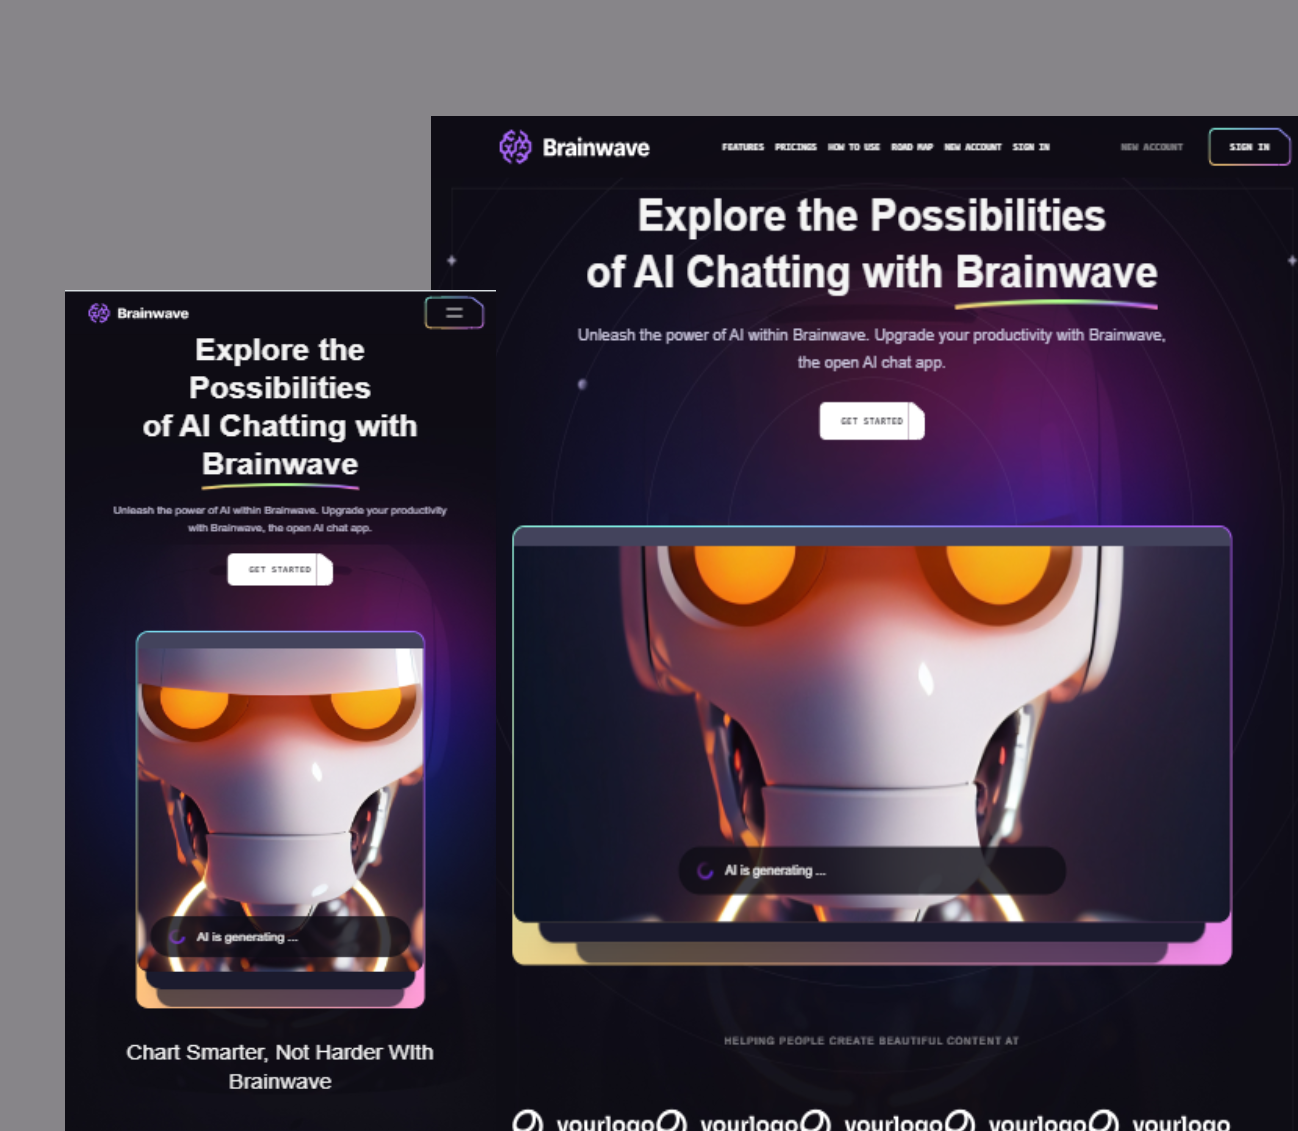 Brainwave
FEATURES PRICINGS HOW TO USE ROAD MAP NEW ACCOUNT SIGN IN
NEW ACCOUNT
SIGN IN
Explore the Possibilities
of AI Chatting with Brainwave
Unleash the power of AI within Brainwave. Upgrade your productivity with Brainwave,
the open AI chat app.
GET STARTED
AI is generating ...
HELPING PEOPLE CREATE BEAUTIFUL CONTENT AT
yourlogo yourlogo yourlogo yourlogo yourlogo
Brainwave
Explore the
Possibilities
of AI Chatting with
Brainwave
Unleash the power of AI within Brainwave. Upgrade your productivity
with Brainwave, the open AI chat app.
GET STARTED
AI is generating ...
Chart Smarter, Not Harder WIth
Brainwave